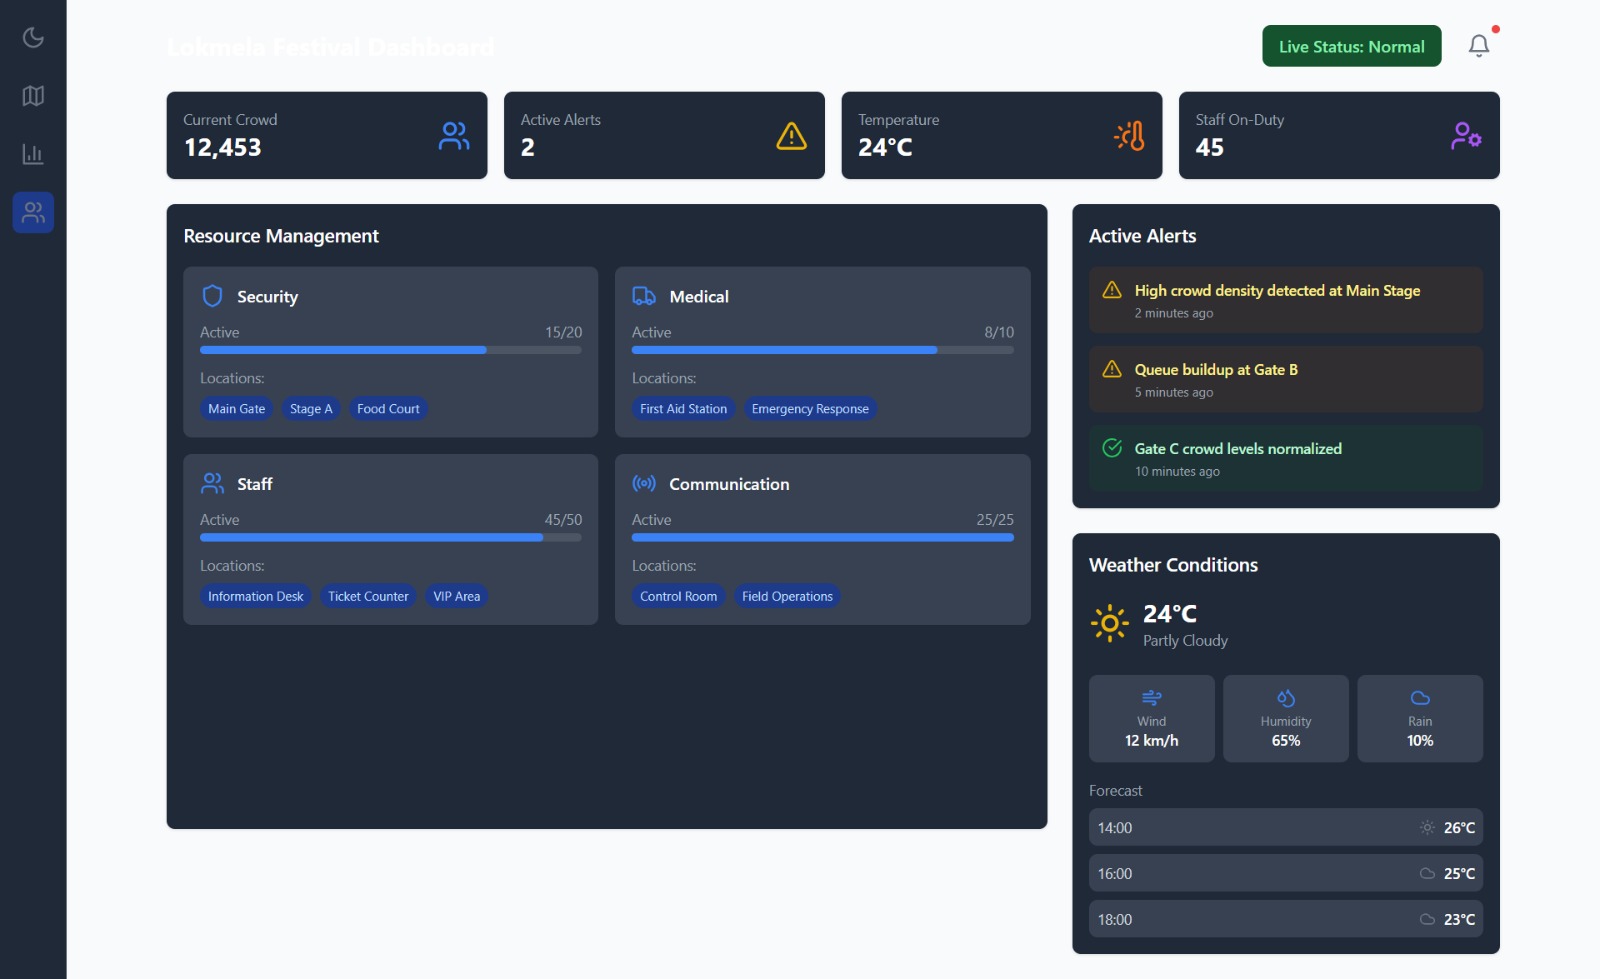 Lokmela Festival Dashboard
Live Status: Normal
Current Crowd
12,453
Active Alerts
2
Temperature
24°C
Staff On-Duty
45
Resource Management
Security
Active 15/20
Locations:
Main Gate Stage A Food Court
Medical
Active 8/10
Locations:
First Aid Station Emergency Response
Staff
Active 45/50
Locations:
Information Desk Ticket Counter VIP Area
Communication
Active 25/25
Locations:
Control Room Field Operations
Active Alerts
High crowd density detected at Main Stage
2 minutes ago
Queue buildup at Gate B
5 minutes ago
Gate C crowd levels normalized
10 minutes ago
Weather Conditions
24°C
Partly Cloudy
Wind
12 km/h
Humidity
65%
Rain
10%
Forecast
14:00 26°C
16:00 25°C
18:00 23°C